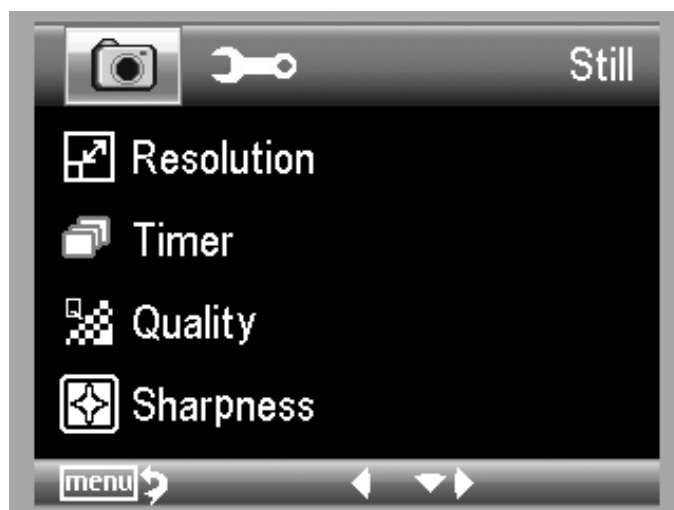 Still
Resolution
Timer
Q Quality
Sharpness
menu